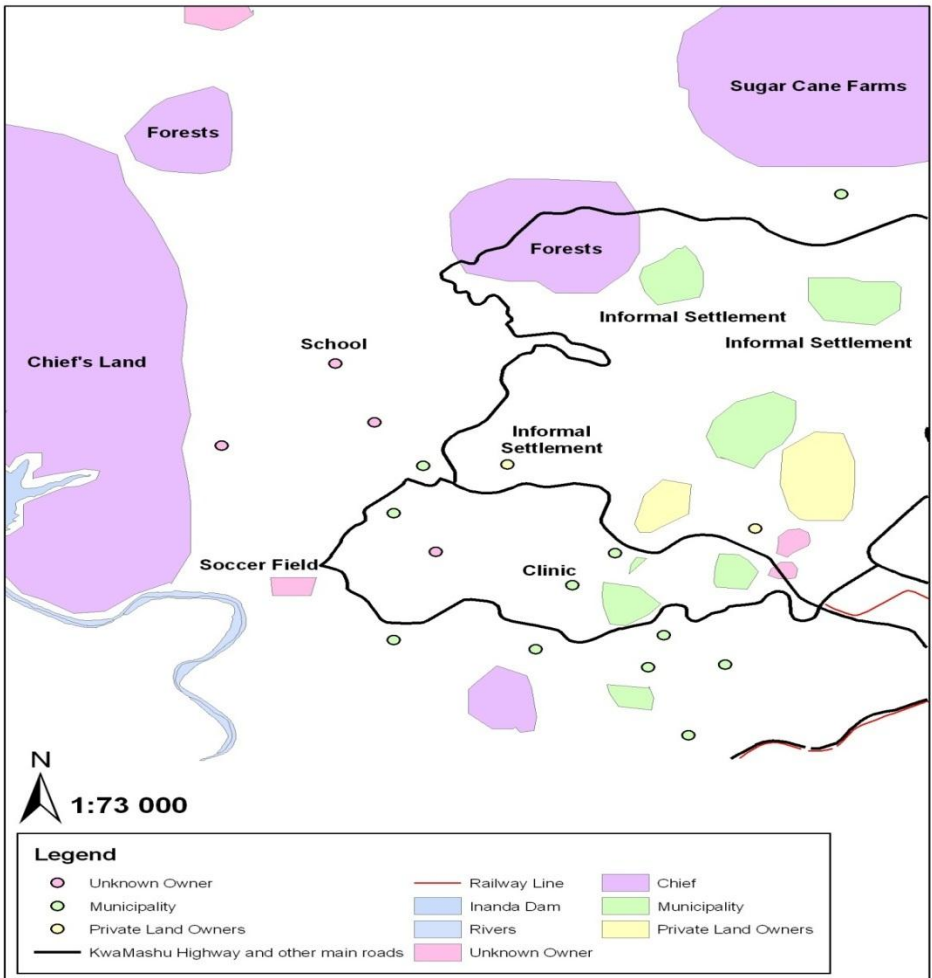 Sugar Cane Farms
Forests
Forests
Informal Settlement
Informal Settlement
School
Chief's Land
Informal
Settlement
Soccer Field
Clinic
N
1:73 000
Legend
Unknown Owner
Municipality
Private Land Owners
KwaMashu Highway and other main roads
Railway Line
Inanda Dam
Rivers
Unknown Owner
Chief
Municipality
Private Land Owners